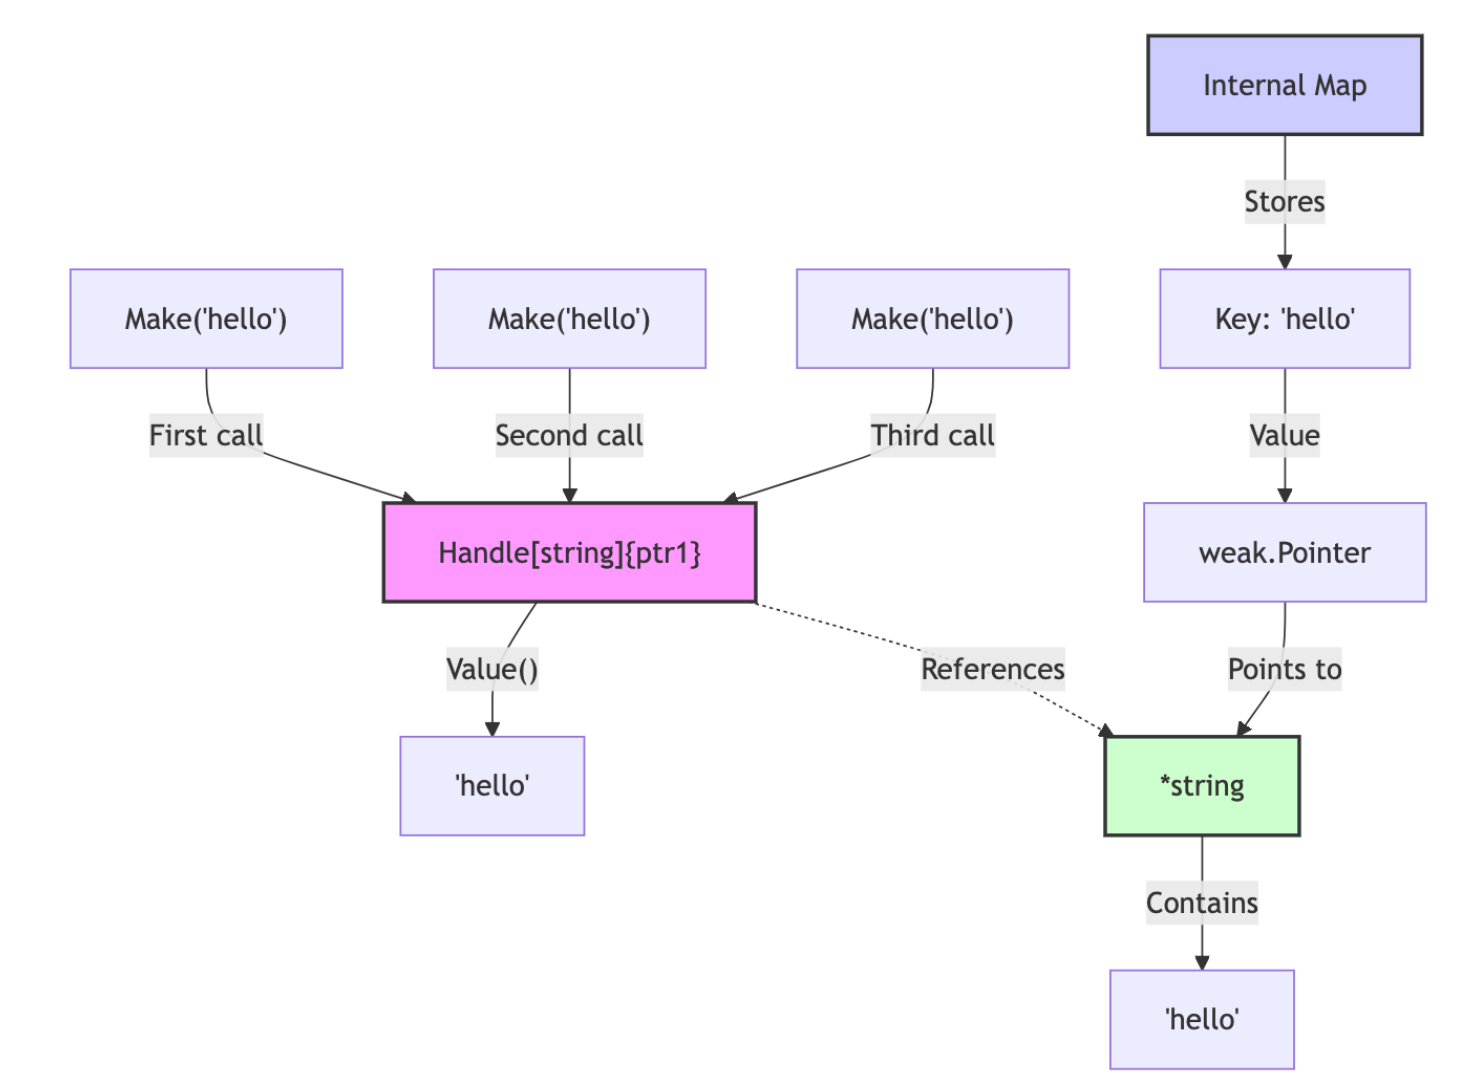 Internal Map
Stores
Make('hello')
Make('hello')
Make('hello')
Key: 'hello'
First call
Second call
Third call
Value
Handle[string]{ptr1}
weak.Pointer
Value()
References
Points to
'hello'
*string
Contains
'hello'